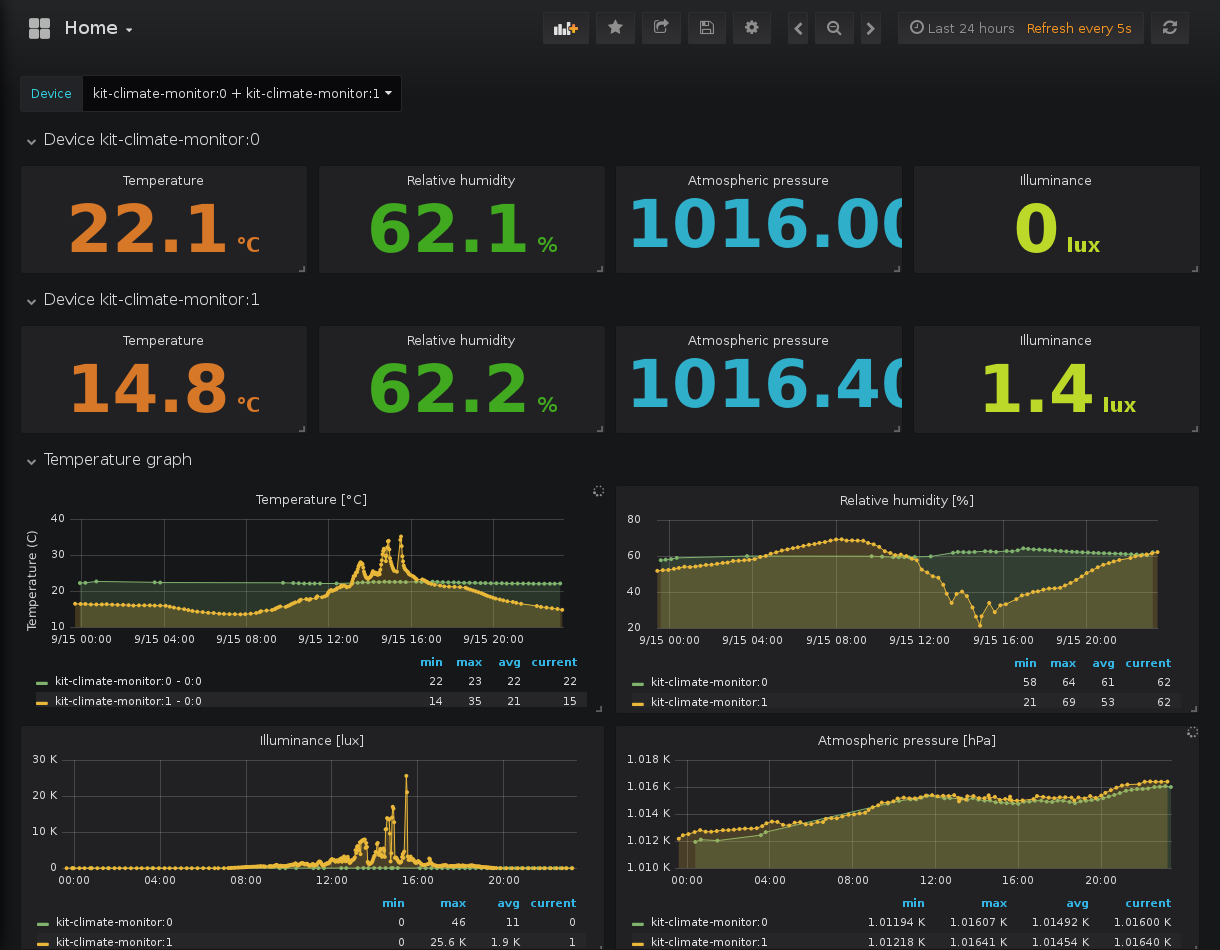 Home
Last 24 hours Refresh every 5s
Device kit-climate-monitor:0 + kit-climate-monitor:1
Device kit-climate-monitor:0
Temperature Relative humidity Atmospheric pressure Illuminance
22.1 °C 62.1 % 1016.00 0 lux
Device kit-climate-monitor:1
Temperature Relative humidity Atmospheric pressure Illuminance
14.8 °C 62.2 % 1016.40 1.4 lux
Temperature graph
Temperature [°C]
Temperature (C)
40
30
20
10
9/15 00:00 9/15 04:00 9/15 08:00 9/15 12:00 9/15 16:00 9/15 20:00
min max avg current
kit-climate-monitor:0 - 0:0 22 23 22 22
kit-climate-monitor:1 - 0:0 14 35 21 15
Relative humidity [%]
80
60
40
20
9/15 00:00 9/15 04:00 9/15 08:00 9/15 12:00 9/15 16:00 9/15 20:00
min max avg current
kit-climate-monitor:0 58 64 61 62
kit-climate-monitor:1 21 69 53 62
Illuminance [lux]
30 K
20 K
10 K
0
00:00 04:00 08:00 12:00 16:00 20:00
min max avg current
kit-climate-monitor:0 0 46 11 0
kit-climate-monitor:1 0 25.6 K 1.9 K 1
Atmospheric pressure [hPa]
1.018 K
1.016 K
1.014 K
1.012 K
1.010 K
00:00 04:00 08:00 12:00 16:00 20:00
min max avg current
kit-climate-monitor:0 1.01194 K 1.01607 K 1.01492 K 1.01600 K
kit-climate-monitor:1 1.01218 K 1.01641 K 1.01454 K 1.01640 K